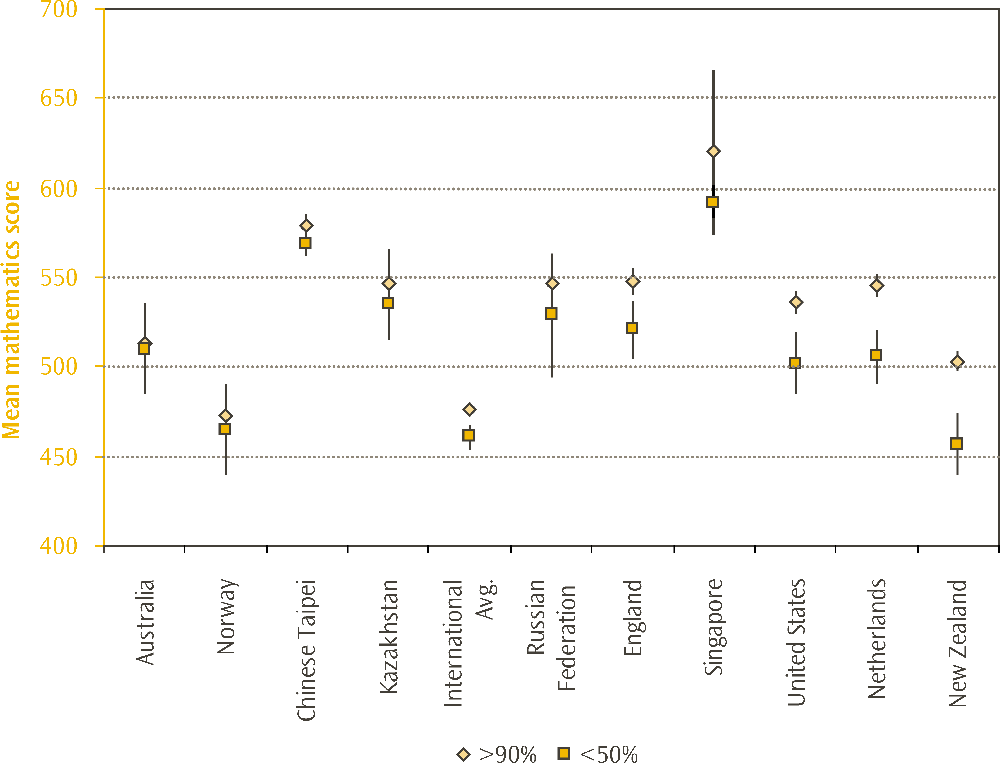 Mean mathematics score
700
650
600
550
500
450
400
Australia
Norway
Chinese Taipei
Kazakhstan
International
Avg.
Russian
Federation
England
Singapore
United States
Netherlands
New Zealand
>90%
<50%